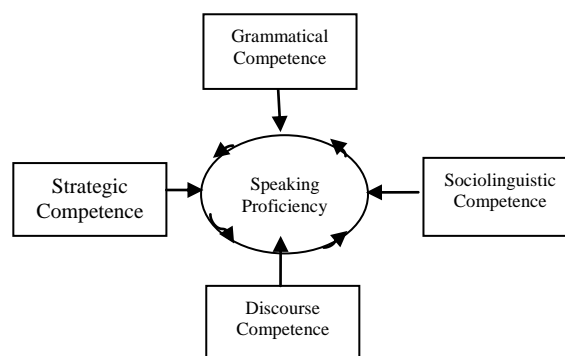 Grammatical
Competence
Strategic
Competence
Speaking
Proficiency
Sociolinguistic
Competence
Discourse
Competence